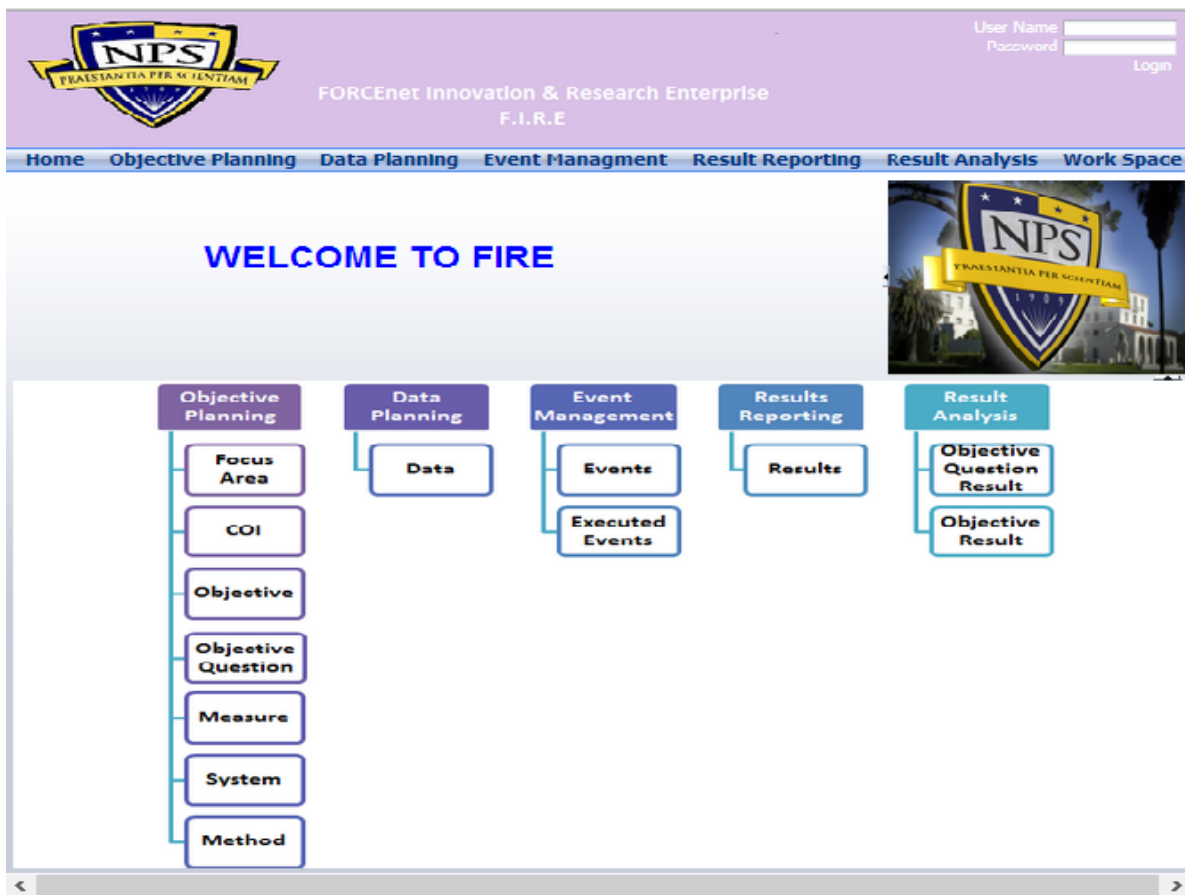 NPS
PRAESTANTIA PER SCIENTIAM
User Name
Password
Login
FORCEnet Innovation & Research Enterprise
F.I.R.E
Home Objective Planning Data Planning Event Managment Result Reporting Result Analysis Work Space
WELCOME TO FIRE
NPS
PRAESTANTIA PER SCIENTIAM
1909
Objective
Planning
Focus
Area
COI
Objective
Objective
Question
Measure
System
Method
Data
Planning
Data
Event
Management
Events
Executed
Events
Results
Reporting
Results
Result
Analysis
Objective
Question
Result
Objective
Result